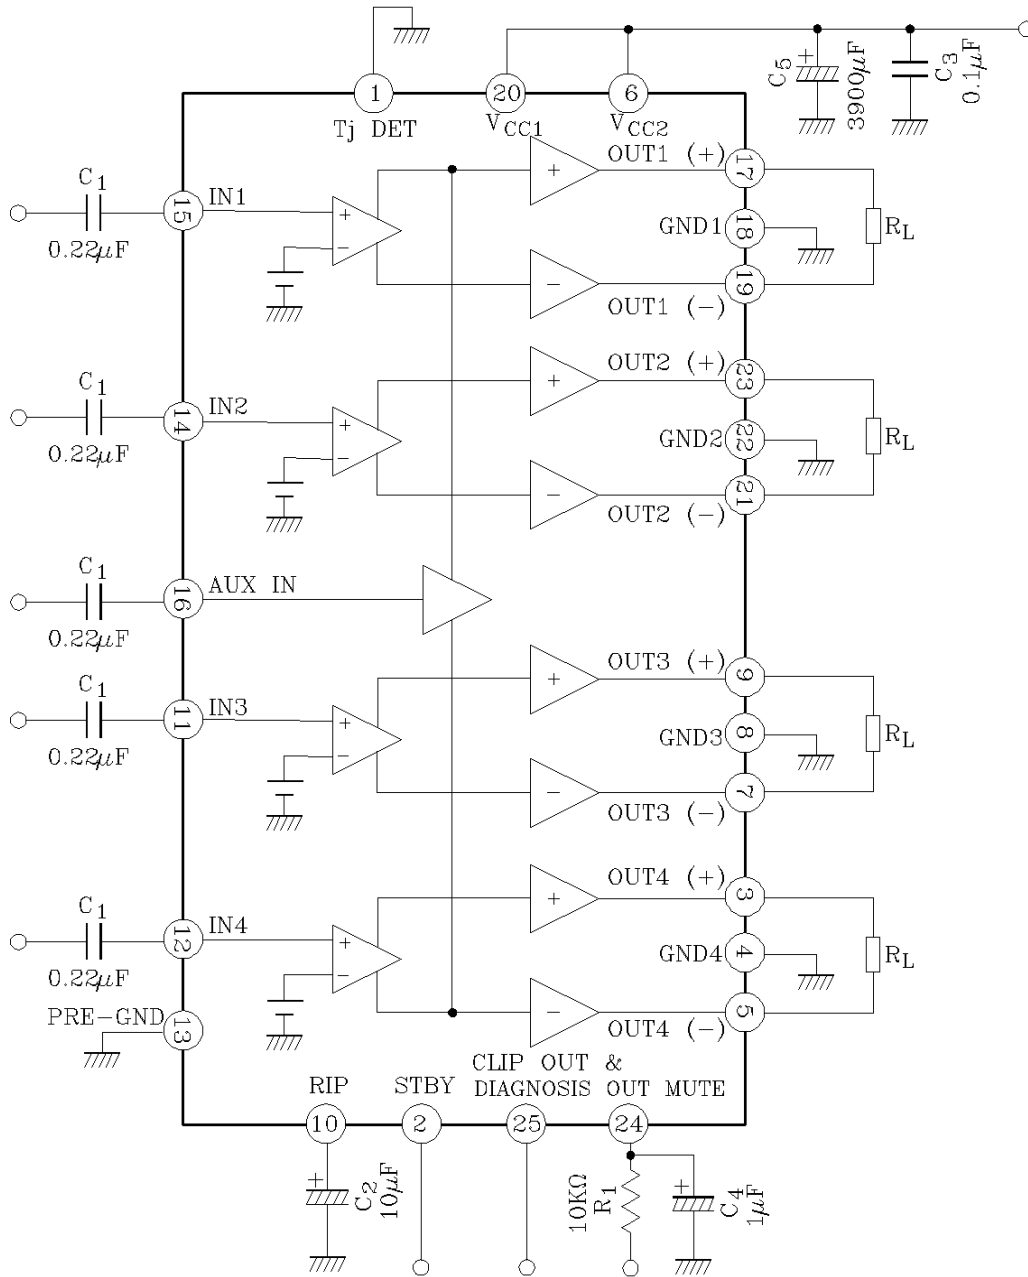 1
20
6
Tj DET
VCC1
VCC2
C5
+
3900µF
C3
0.1µF
C1
0.22µF
15
IN1
+
−
+
−
OUT1 (+)
17
GND1
18
19
OUT1 (−)
RL
C1
0.22µF
14
IN2
+
−
+
−
OUT2 (+)
23
GND2
22
21
OUT2 (−)
RL
C1
0.22µF
16
AUX IN
C1
0.22µF
11
IN3
+
−
+
−
OUT3 (+)
9
GND3
8
7
OUT3 (−)
RL
C1
0.22µF
12
IN4
+
−
+
−
OUT4 (+)
3
GND4
4
5
OUT4 (−)
RL
PRE-GND
13
RIP
STBY
CLIP OUT &
DIAGNOSIS
OUT MUTE
10
2
25
24
+
C2
10µF
10KΩ
R1
+
C4
1µF